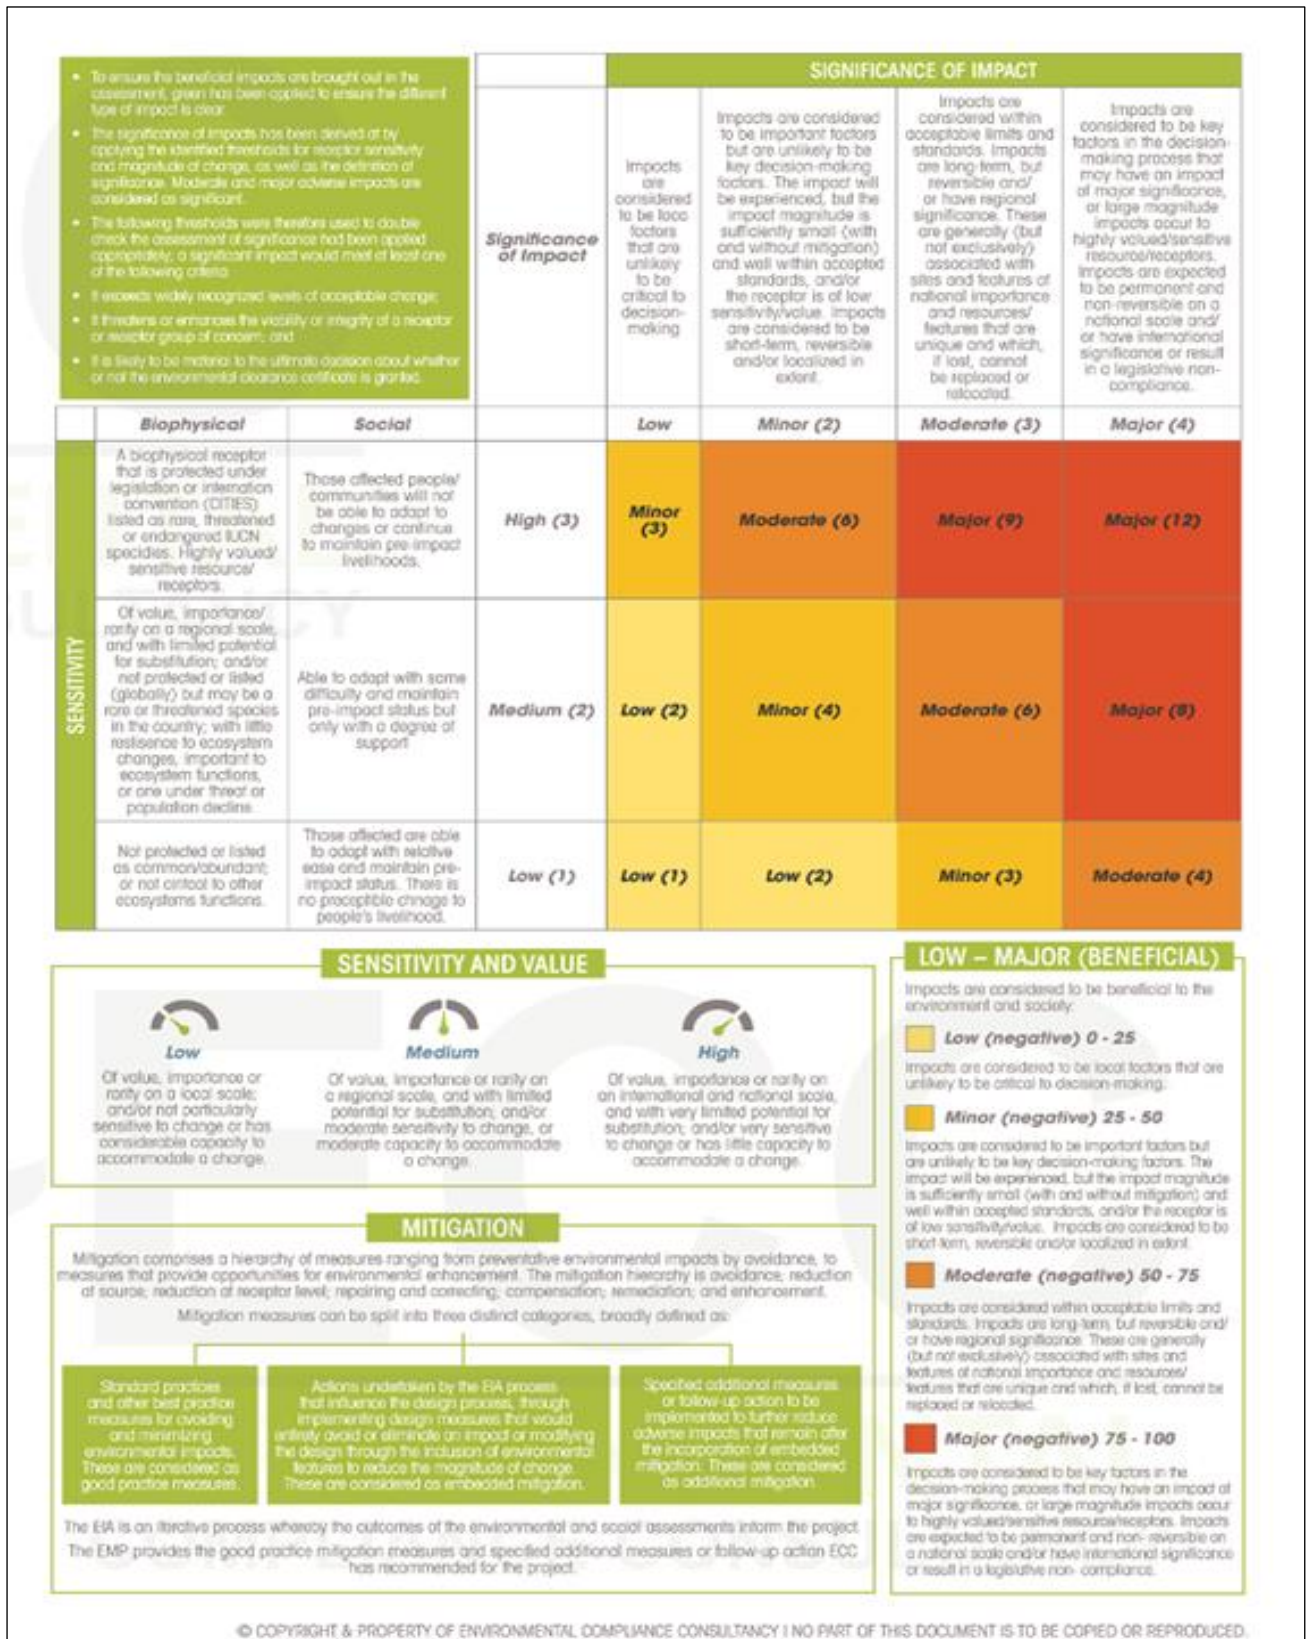 • To ensure the beneficial impacts are brought out in the
assessment, green has been applied to ensure the different
type of impact is clear.
• The significance of impacts has been derived at by
applying the identified thresholds for receptor sensitivity
and magnitude of change, as well as the definition of
significance. Moderate and major adverse impacts are
considered as significant.
• The following thresholds were therefore used to double
check the assessment of significance had been applied
appropriately; a significant impact would meet at least one
of the following criteria:
• It exceeds widely recognized levels of acceptable change;
• It threatens or enhances the viability or integrity of a receptor
or receptor group of concern; and
• It is likely to be material to the ultimate decision about whether
or not the environmental clearance certificate is granted.
SIGNIFICANCE OF IMPACT
Significance
of Impact
Impacts
are
considered
to be loca
factors
that are
unlikely
to be
critical to
decision-
making
Impacts are considered
to be important factors
but are unlikely to be
key decision-making
factors. The impact will
be experienced, but the
impact magnitude is
sufficiently small (with
and without mitigation)
and well within accepted
standards, and/or
the receptor is of low
sensitivity/value. Impacts
are considered to be
short-term, reversible
and/or localized in
extent.
Impacts are
considered within
acceptable limits and
standards. Impacts
are long-term, but
reversible and/
or have regional
significance. These
are generally (but
not exclusively)
associated with
sites and features of
national importance
and resources/
features that are
unique and which,
if lost, cannot
be replaced or
relocated.
Impacts are
considered to be key
factors in the decision-
making process that
may have an impact
of major significance,
or large magnitude
impacts occur to
highly valued/sensitive
resource/receptors.
Impacts are expected
to be permanent and
non-reversible on a
national scale and/
or have international
significance or result
in a legislative non-
compliance.
Biophysical
Social
Low
Minor (2)
Moderate (3)
Major (4)
SENSITIVITY
A biophysical receptor
that is protected under
legislation or internation
convention (CITIES)
listed as rare, threatened
or endangered IUCN
specidies. Highly valued/
sensitive resource/
receptors.
Those affected people/
communities will not
be able to adapt to
changes or continue
to maintain pre-impact
livelihoods.
High (3)
Minor
(3)
Moderate (6)
Major (9)
Major (12)
Of value, importance/
rarity on a regional scale,
and with limited potential
for substitution; and/or
not protected or listed
(globally) but may be a
rare or threatened species
in the country; with little
resilience to ecosystem
changes, important to
ecosystem functions,
or one under threat or
population decline
Able to adapt with some
difficulty and maintain
pre-impact status but
only with a degree of
support
Medium (2)
Low (2)
Minor (4)
Moderate (6)
Major (8)
Not protected or listed
as common/abundant;
or not critical to other
ecosystems functions.
Those affected are able
to adapt with relative
ease and maintain pre-
impact status. There is
no preceptible chnage to
people's livelihood.
Low (1)
Low (1)
Low (2)
Minor (3)
Moderate (4)
SENSITIVITY AND VALUE
Low
Of value, importance or
rarity on a local scale;
and/or not particularly
sensitive to change or has
considerable capacity to
accommodate a change.
Medium
Of value, importance or rarity on
a regional scale, and with limited
potential for substitution; and/or
moderate sensitivity to change, or
moderate capacity to accommodate
a change.
High
Of value, importance or rarity on
an international and national scale,
and with very limited potential for
substitution; and/or very sensitive
to change or has little capacity to
accommodate a change.
MITIGATION
Mitigation comprises a hierarchy of measures ranging from preventative environmental impacts by avoidance, to
measures that provide opportunities for environmental enhancement. The mitigation hierarchy is avoidance; reduction
at source; reduction at receptor level; repairing and correcting; compensation; remediation; and enhancement.
Mitigation measures can be split into three distinct categories, broadly defined as:
Standard practices
and other best practice
measures for avoiding
and minimizing
environmental impacts.
These are considered as
good practice measures.
Actions undertaken by the EIA process
that influence the design process, through
implementing design measures that would
entirely avoid or eliminate an impact or modifying
the design through the inclusion of environmental
features to reduce the magnitude of change.
These are considered as embedded mitigation.
Specified additional measures
or follow-up action to be
implemented to further reduce
adverse impacts that remain after
the incorporation of embedded
mitigation. These are considered
as additional mitigation.
The EIA is an iterative process whereby the outcomes of the environmental and social assessments inform the project
The EMP provides the good practice mitigation measures and specified additional measures or follow-up action ECC
has recommended for the project.
LOW – MAJOR (BENEFICIAL)
Impacts are considered to be beneficial to the
environment and society:
Low (negative) 0 - 25
Impacts are considered to be local factors that are
unlikely to be critical to decision-making.
Minor (negative) 25 - 50
Impacts are considered to be important factors but
are unlikely to be key decision-making factors. The
impact will be experienced, but the impact magnitude
is sufficiently small (with and without mitigation) and
well within accepted standards, and/or the receptor is
of low sensitivity/value. Impacts are considered to be
short-term, reversible and/or localized in extent
Moderate (negative) 50 - 75
Impacts are considered within acceptable limits and
standards. Impacts are long-term, but reversible and/
or have regional significance. These are generally
(but not exclusively) associated with sites and
features of national importance and resources/
features that are unique and which, if lost, cannot be
replaced or relocated.
Major (negative) 75 - 100
Impacts are considered to be key factors in the
decision-making process that may have an impact of
major significance, or large magnitude impacts occur
to highly valued/sensitive resource/receptors. Impacts
are expected to be permanent and non- reversible on
a national scale and/or have international significance
or result in a legislative non- compliance.
© COPYRIGHT & PROPERTY OF ENVIRONMENTAL COMPLIANCE CONSULTANCY I NO PART OF THIS DOCUMENT IS TO BE COPIED OR REPRODUCED.